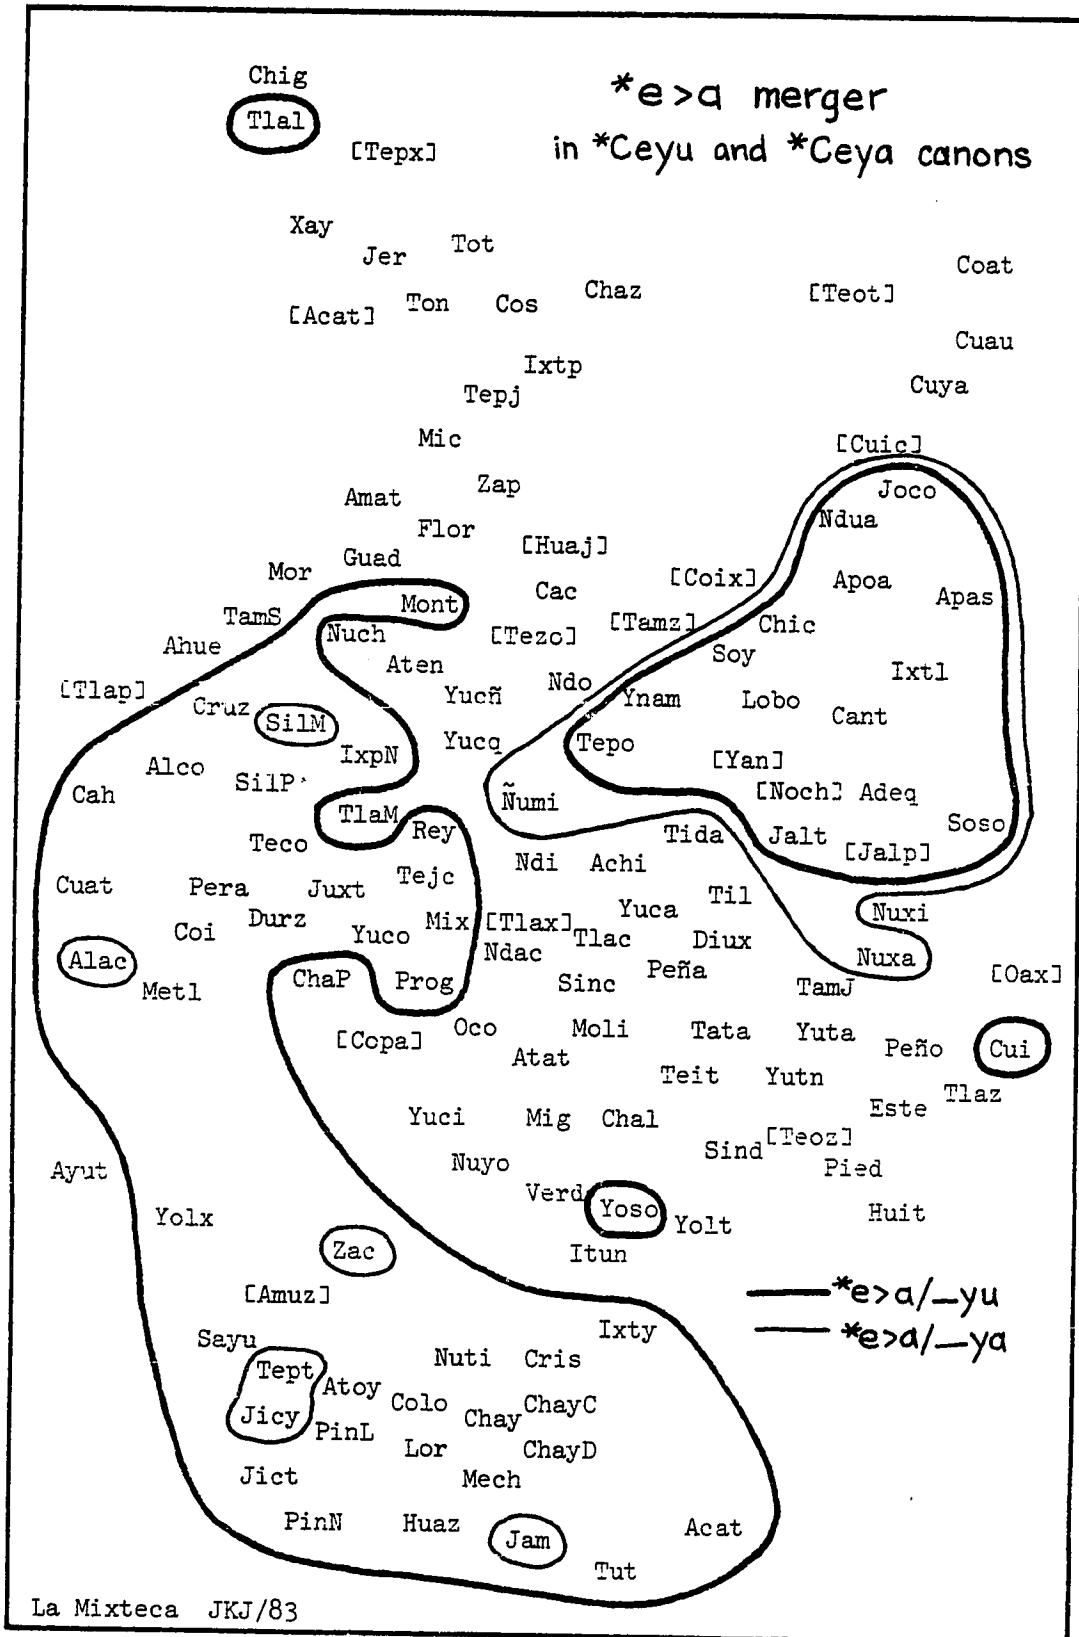 Chig
*e>a merger
Tlal
[Tepx]
in *Ceyu and *Ceya canons
Xay
Jer
Tot
Coat
[Acat]
Ton
Cos
Chaz
[Teot]
Cuau
Ixtp
Tepj
Cuya
Mic
[Cuic]
Amat
Zap
Joco
Flor
Ndua
[Huaj]
Mor
Guad
Cac
[Coix]
Apoa
Apas
TamS
Mont
Ahue
Nuch
[Tezo]
[Tamz]
Chic
Aten
Soy
[Tlap]
Cruz
SilM
Yucñ
Ndo
Ynam
Lobo
Ixtl
Cant
Alco
SilP
IxpN
Yucq
Tepo
[Yan]
Cah
Ñumi
[Noch]
Adeq
TlaM
Rey
Tida
Jalt
Soso
Teco
Ndi
Achi
[Jalp]
Cuat
Pera
Juxt
Tejc
Til
Coi
Durz
Yuco
Mix
[Tlax]
Yuca
Nuxi
Alac
Ndac
Tlac
Diux
Nuxa
Metl
ChaP
Prog
Sinc
Peña
TamJ
[Oax]
[Copa]
Oco
Moli
Tata
Yuta
Peño
Cui
Atat
Teit
Yutn
Tlaz
Yuci
Mig
Chal
Este
Ayut
Nuyo
Sind
[Teoz]
Pied
Yolx
Verd
Yoso
Yolt
Huit
Zac
Itun
[Amuz]
*e>a/_yu
Sayu
Ixty
*e>a/_ya
Tept
Nuti
Cris
Atoy
Jicy
Colo
Chay
ChayC
PinL
Lor
ChayD
Jict
Mech
PinN
Huaz
Jam
Acat
Tut
La Mixteca JKJ/83